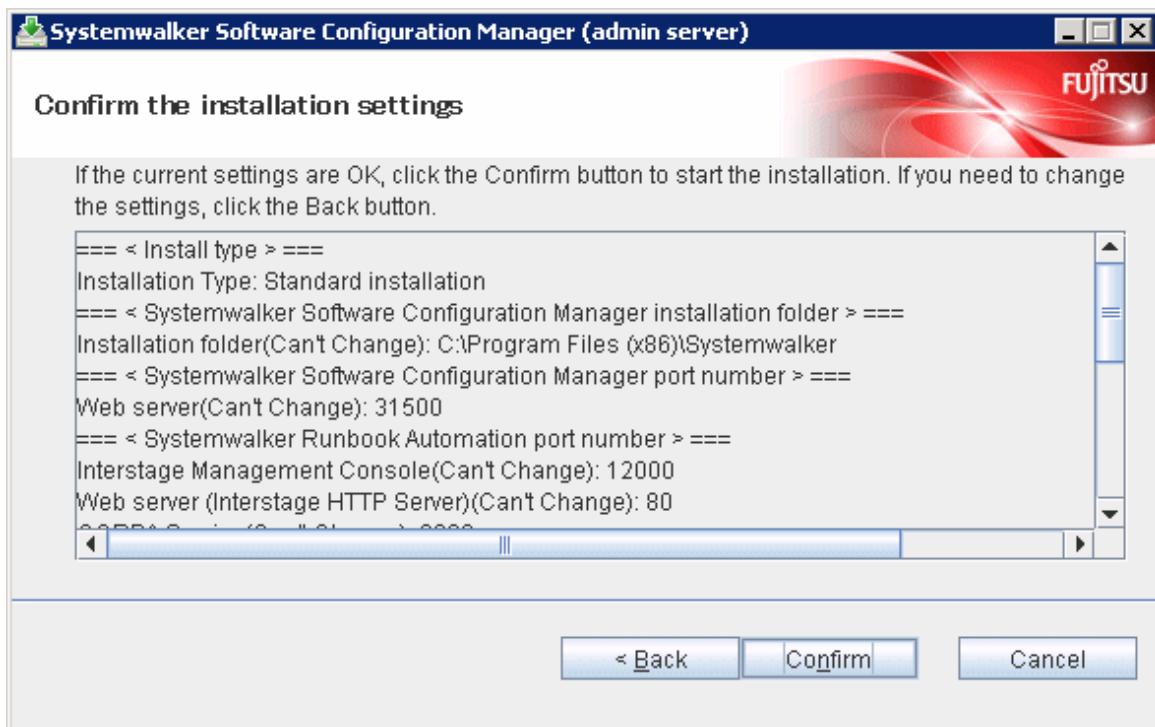 Systemwalker Software Configuration Manager (admin server)
FUJITSU
Confirm the installation settings
If the current settings are OK, click the Confirm button to start the installation. If you need to change
the settings, click the Back button.
=== < Install type > ===
Installation Type: Standard installation
=== < Systemwalker Software Configuration Manager installation folder > ===
Installation folder(Can't Change): C:\Program Files (x86)\Systemwalker
=== < Systemwalker Software Configuration Manager port number > ===
Web server(Can't Change): 31500
=== < Systemwalker Runbook Automation port number > ===
Interstage Management Console(Can't Change): 12000
Web server (Interstage HTTP Server)(Can't Change): 80
< Back
Confirm
Cancel